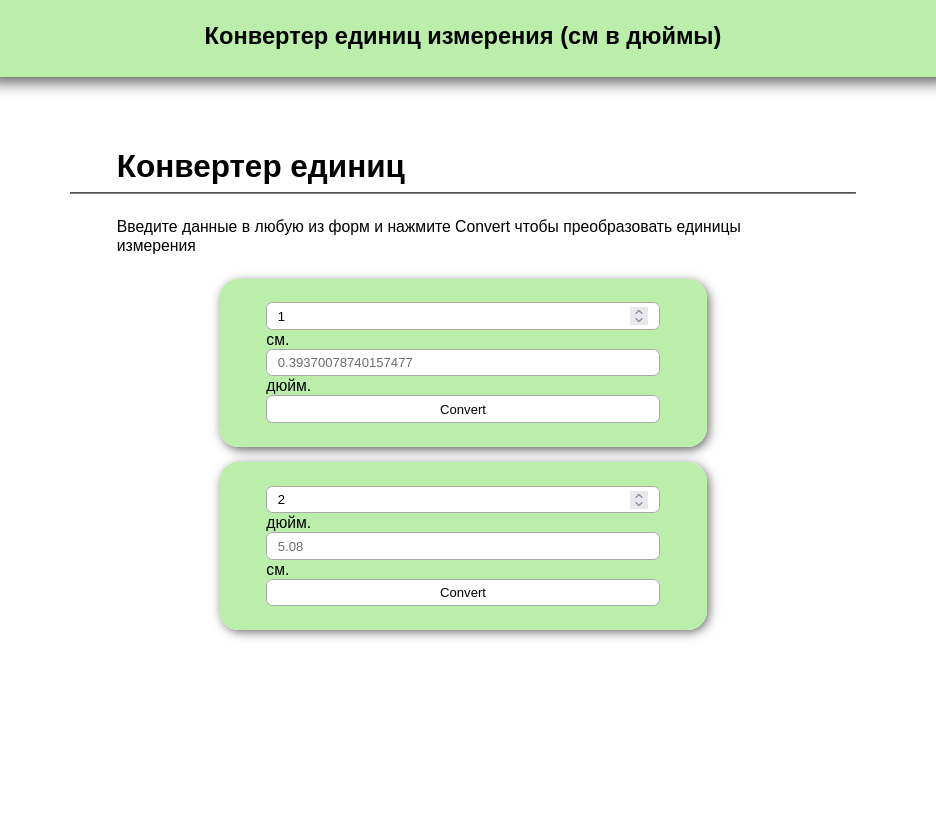 Конвертер единиц измерения (см в дюймы)
Конвертер единиц
Введите данные в любую из форм и нажмите Convert чтобы преобразовать единицы
измерения
1
см.
0.39370078740157477
дюйм.
Convert
2
дюйм.
5.08
см.
Convert